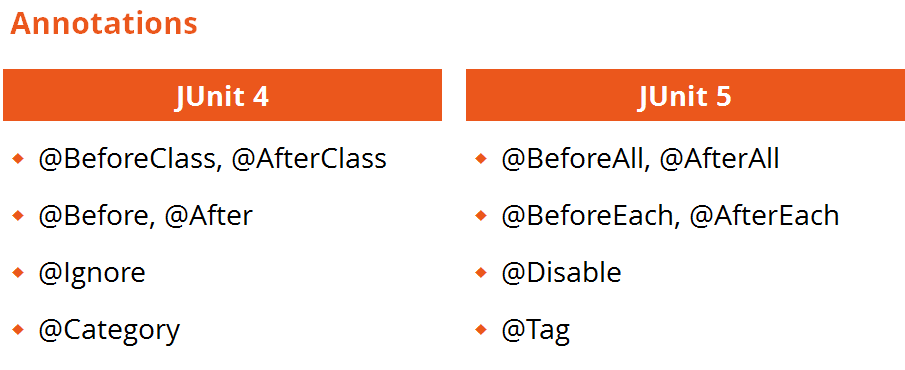 Annotations
JUnit 4
@BeforeClass, @AfterClass
@Before, @After
@Ignore
@Category
JUnit 5
@BeforeAll, @AfterAll
@BeforeEach, @AfterEach
@Disable
@Tag